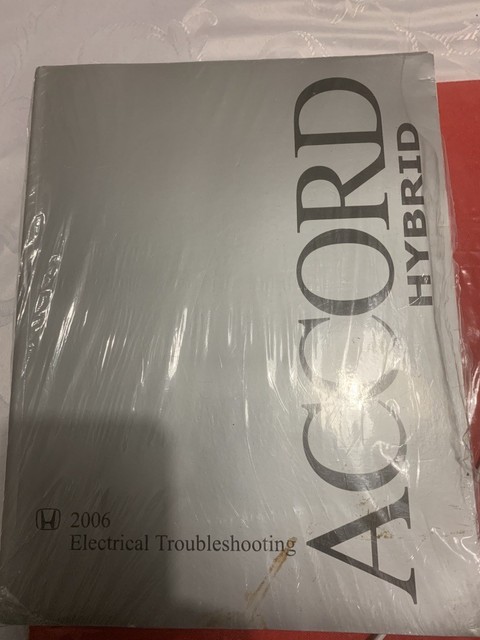 ACCORD
HYBRID
2006
Electrical Troubleshooting